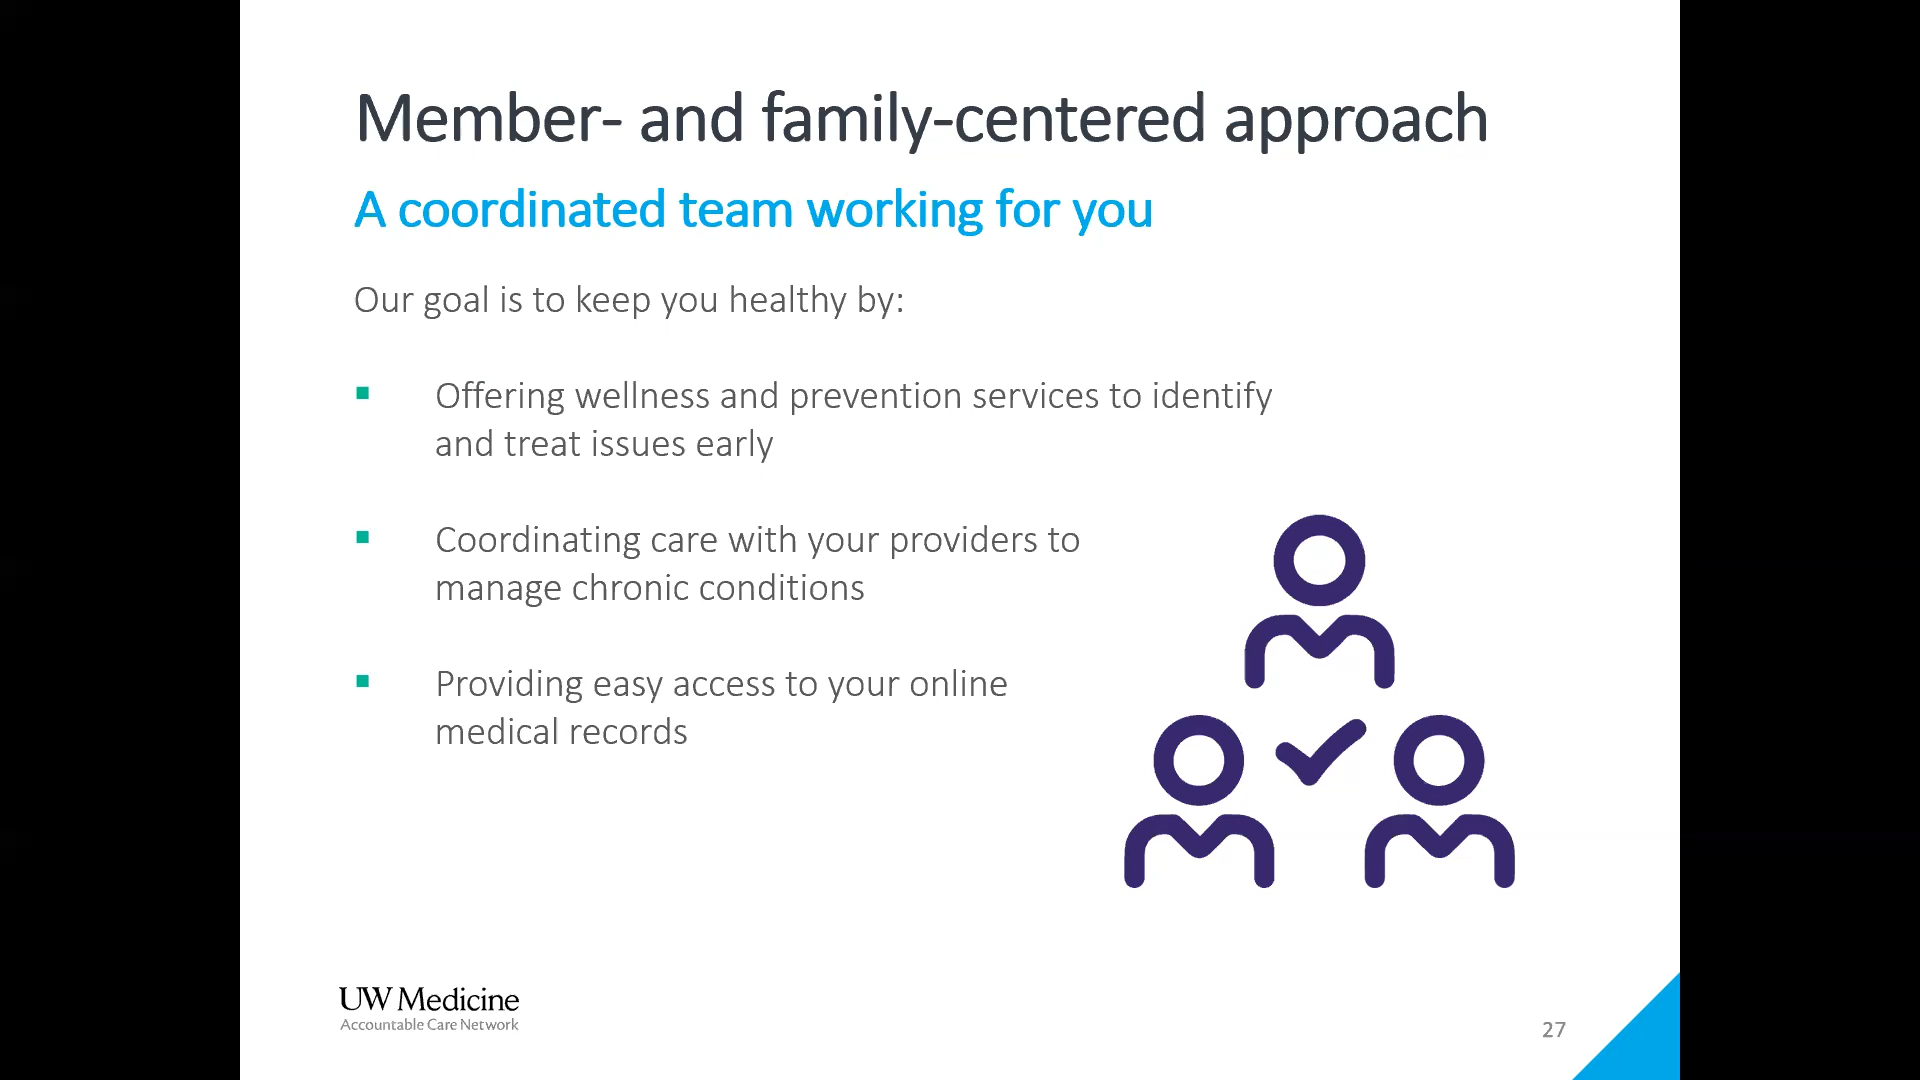 Member- and family-centered approach
A coordinated team working for you
Our goal is to keep you healthy by:
Offering wellness and prevention services to identify
and treat issues early
Coordinating care with your providers to
manage chronic conditions
Providing easy access to your online
medical records
UW Medicine
Accountable Care Network
27